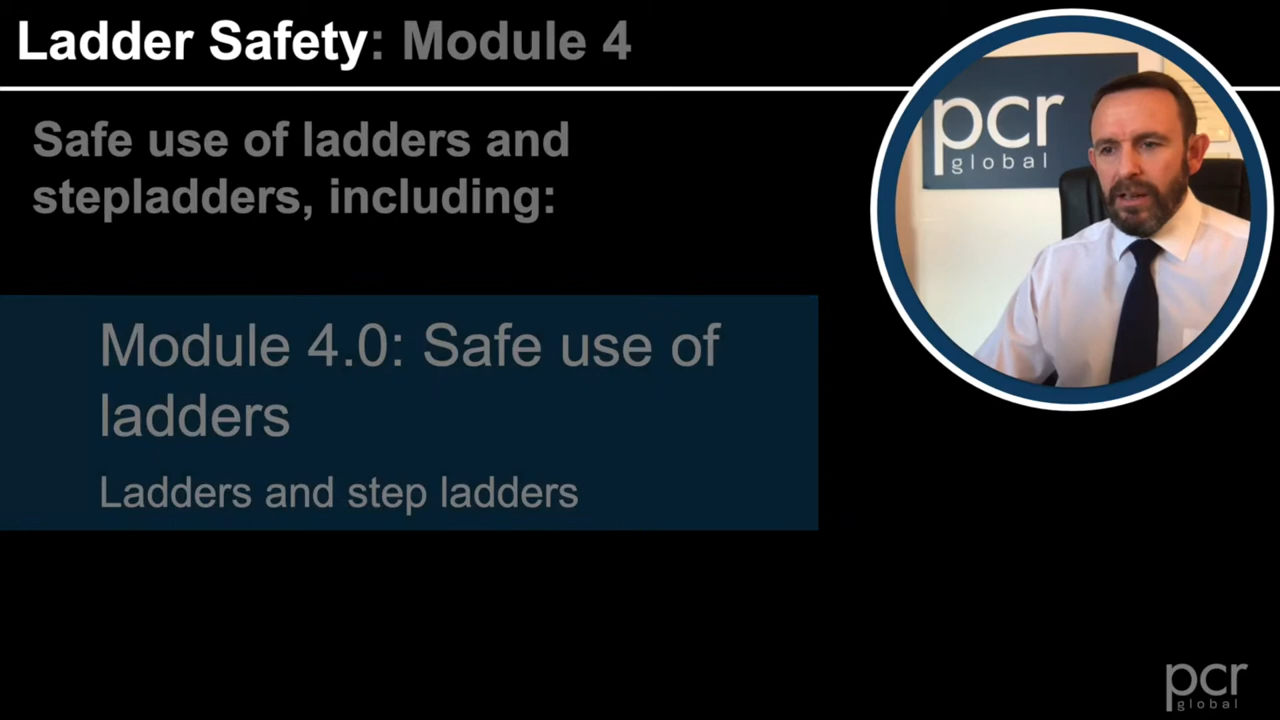 Ladder Safety: Module 4
Safe use of ladders and
stepladders, including:
pcr
global
Module 4.0: Safe use of
ladders
Ladders and step ladders
pcr
global